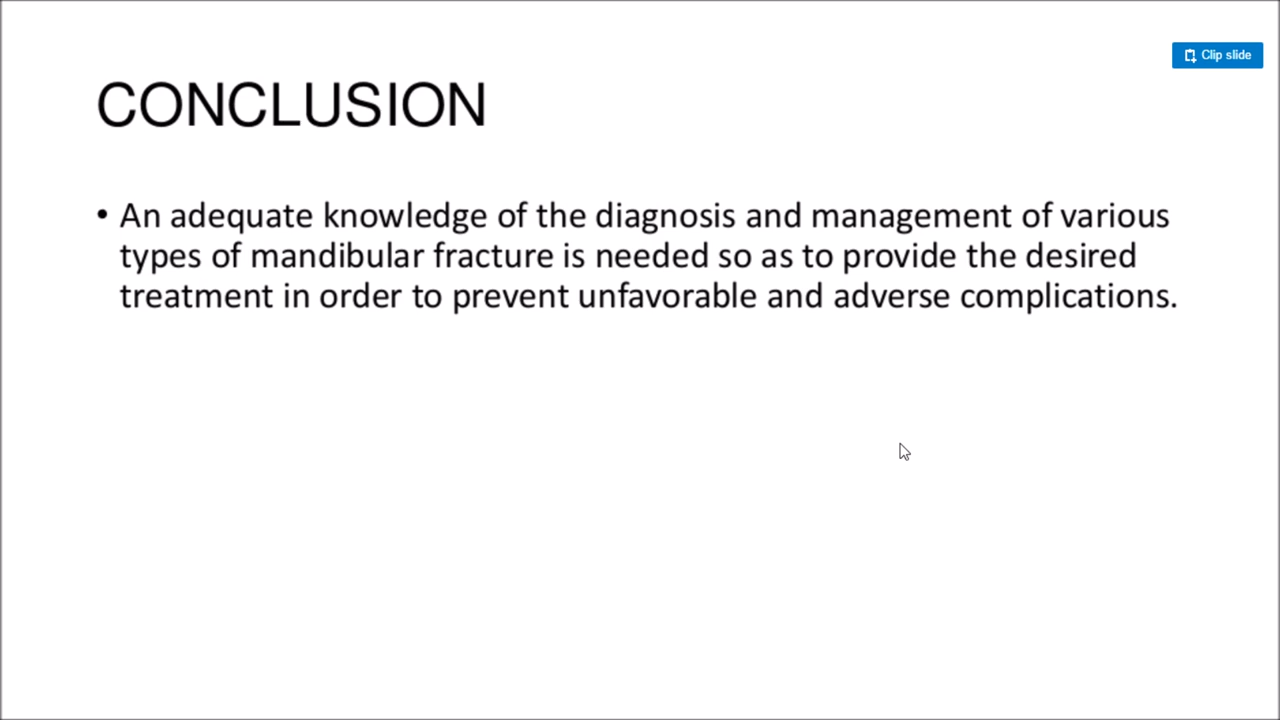 Clip slide
CONCLUSION
• An adequate knowledge of the diagnosis and management of various
types of mandibular fracture is needed so as to provide the desired
treatment in order to prevent unfavorable and adverse complications.